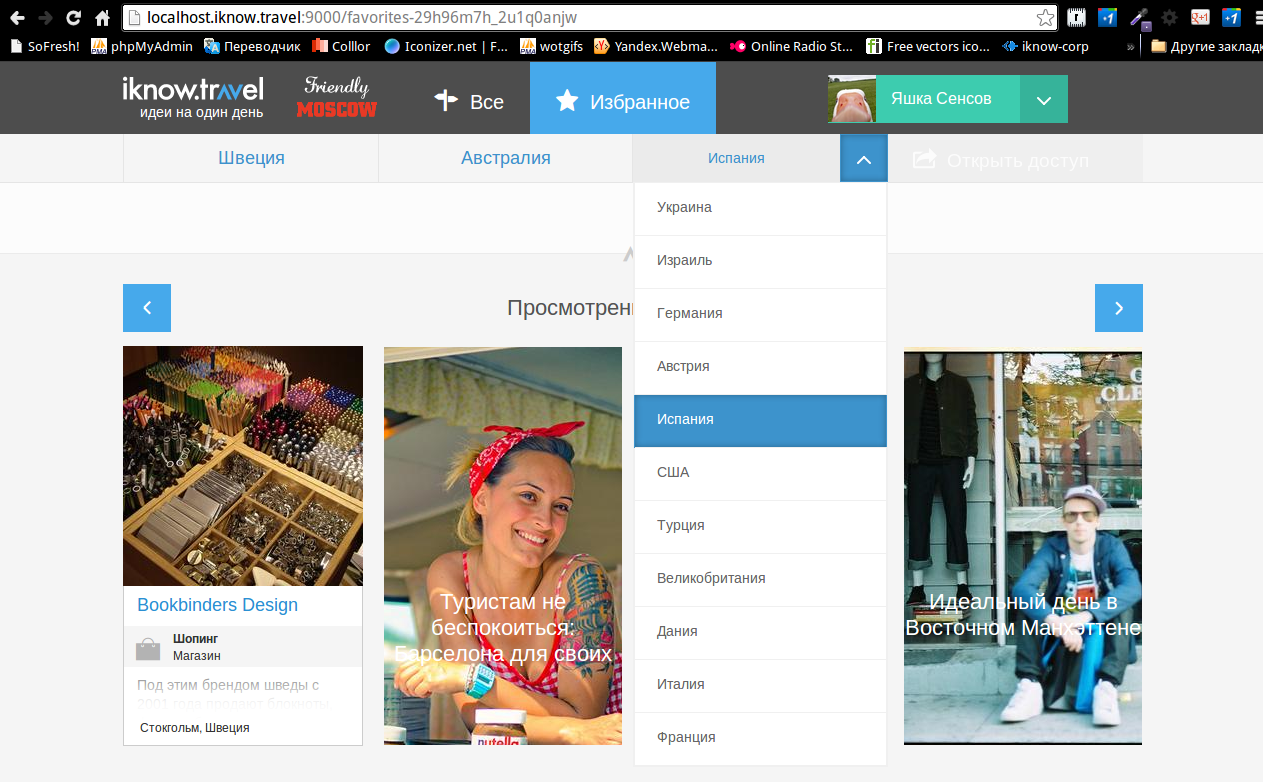 localhost.iknow.travel:9000/favorites-29h96m7h_2u1q0anjw
SoFresh! phpMyAdmin Переводчик Colllor Iconizer.net | F... wotgifs Yandex.Webma... Online Radio St... Free vectors ico... iknow-corp » Другие закладк
iknow.travel
идеи на один день
Friendly
MOSCOW
Все
Избранное
Яшка Сенсов
Швеция
Австралия
Испания
Открыть доступ
Украина
Израиль
Германия
Австрия
Испания
США
Турция
Великобритания
Дания
Италия
Франция
Просмотрен
Bookbinders Design
Шопинг
Магазин
Под этим брендом шведы с
2001 года продают блокноты
Стокгольм, Швеция
Туристам не
беспокоиться:
Барселона для своих
nutella
Идеальный день в
Восточном Манхэттене